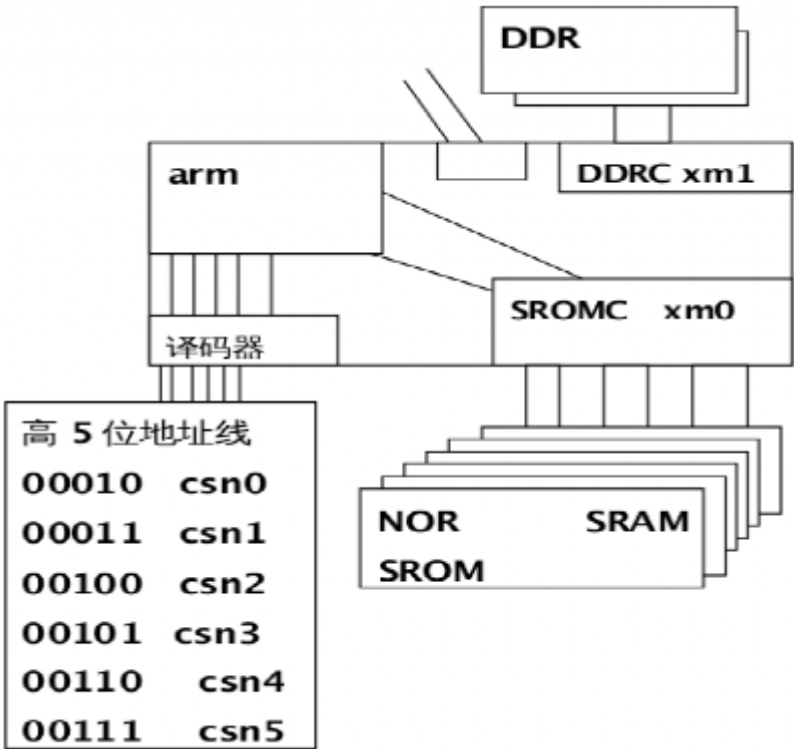 DDR
arm
DDRC xm1
SROMC xm0
译码器
高 5 位地址线
00010 csn0
00011 csn1
00100 csn2
00101 csn3
00110 csn4
00111 csn5
NOR SRAM
SROM